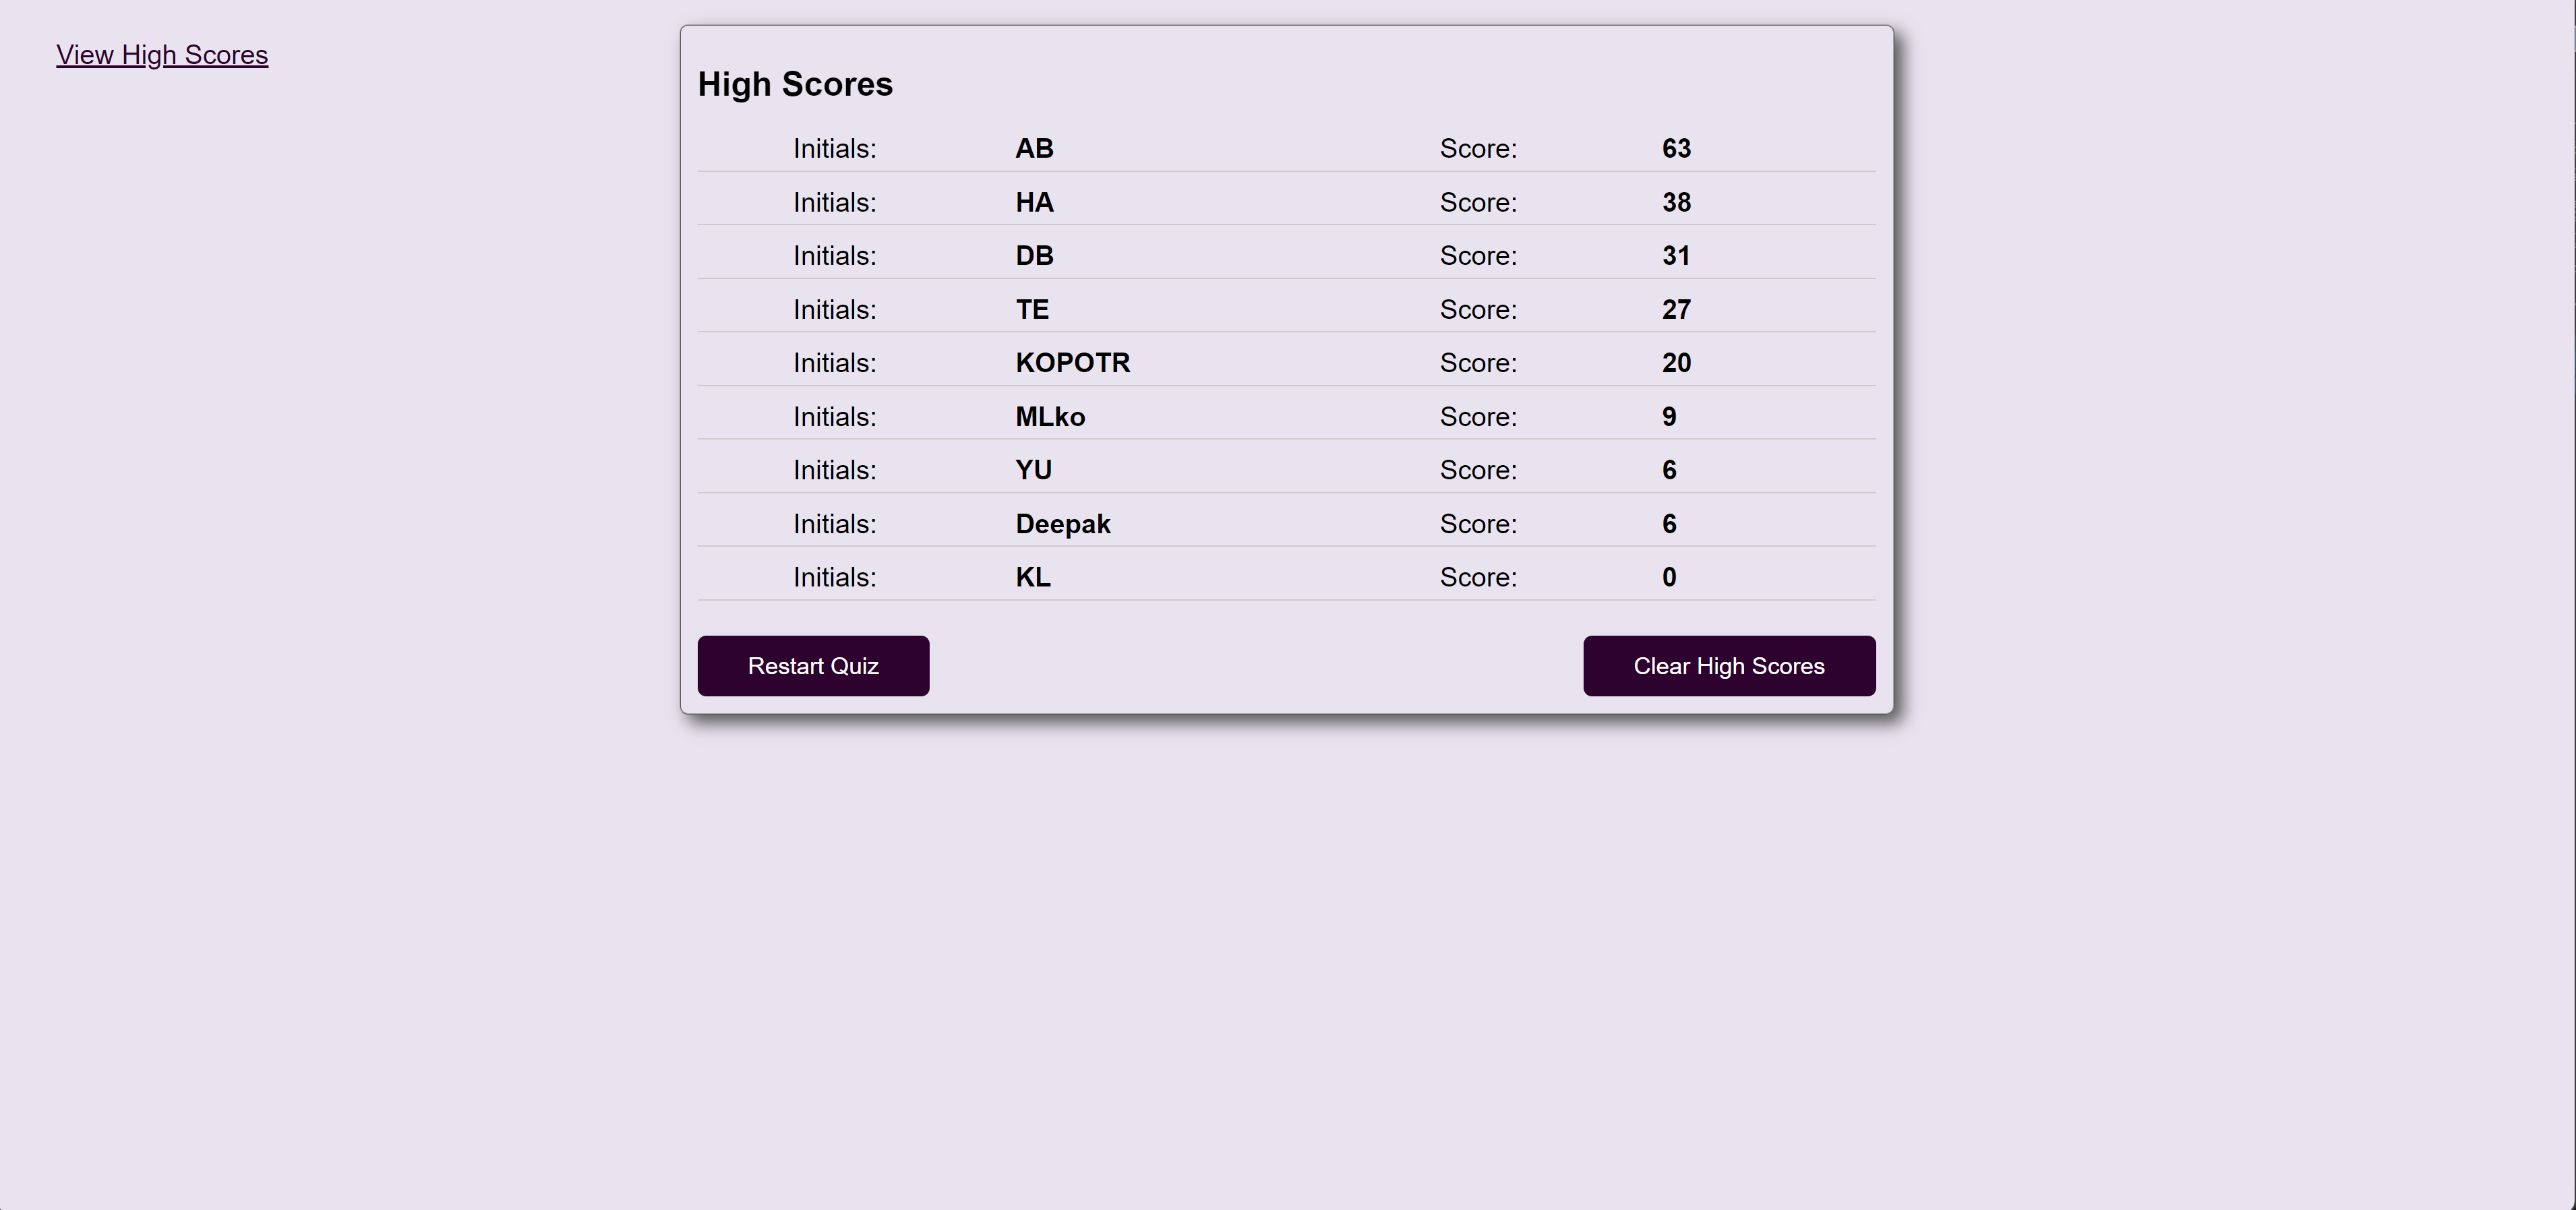 View High Scores
High Scores
Initials: AB Score: 63
Initials: HA Score: 38
Initials: DB Score: 31
Initials: TE Score: 27
Initials: KOPOTR Score: 20
Initials: MLko Score: 9
Initials: YU Score: 6
Initials: Deepak Score: 6
Initials: KL Score: 0
Restart Quiz Clear High Scores